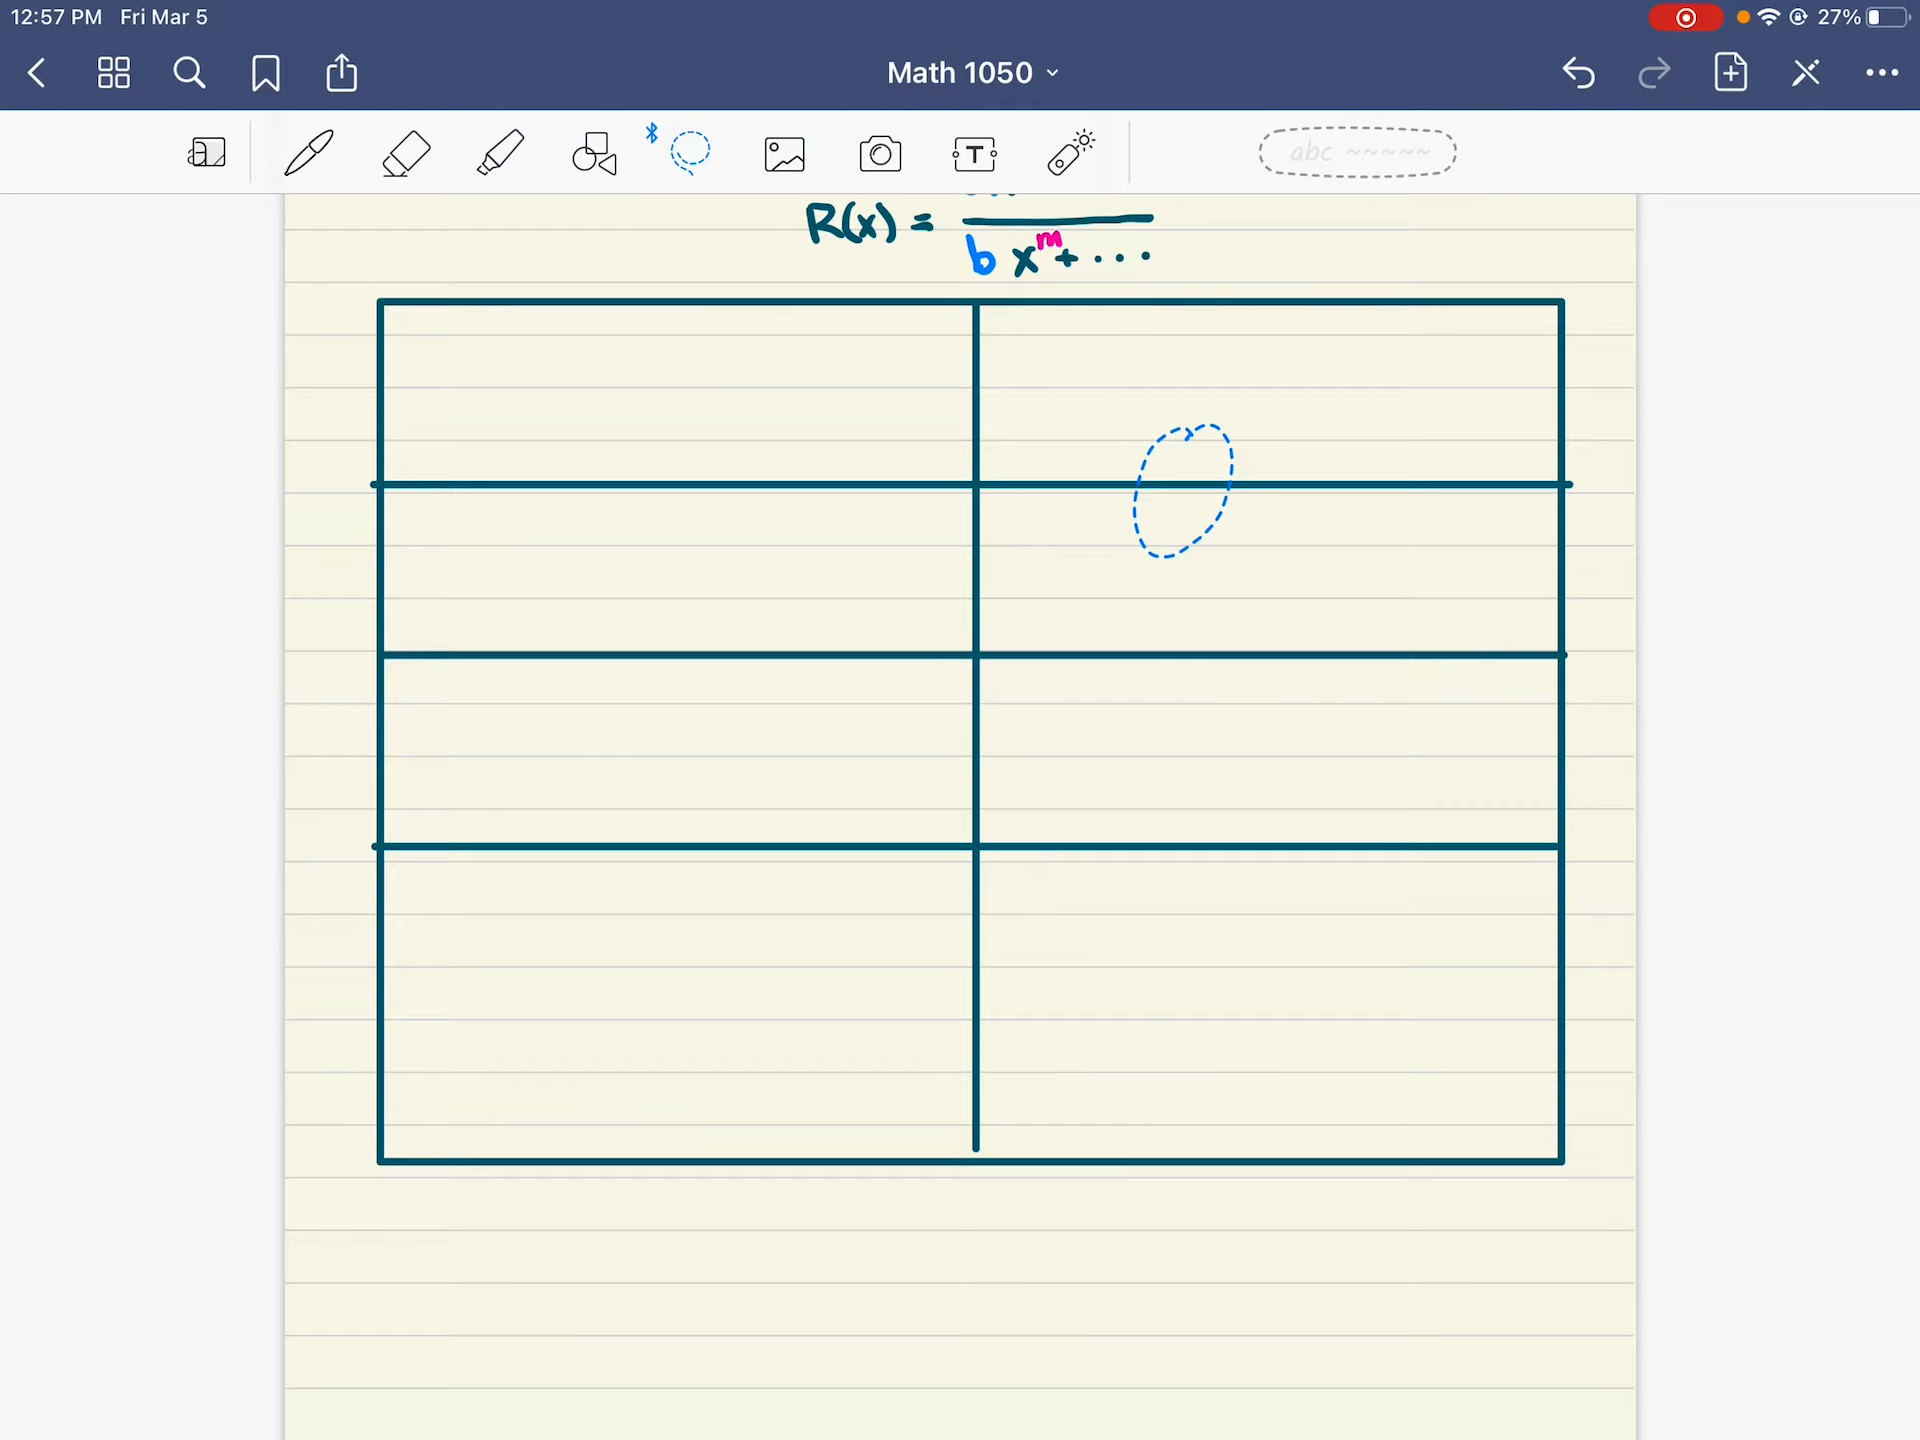 12:57 PM Fri Mar 5
27%
Math 1050
a
T
abc
R(x) =
b x^m + ...